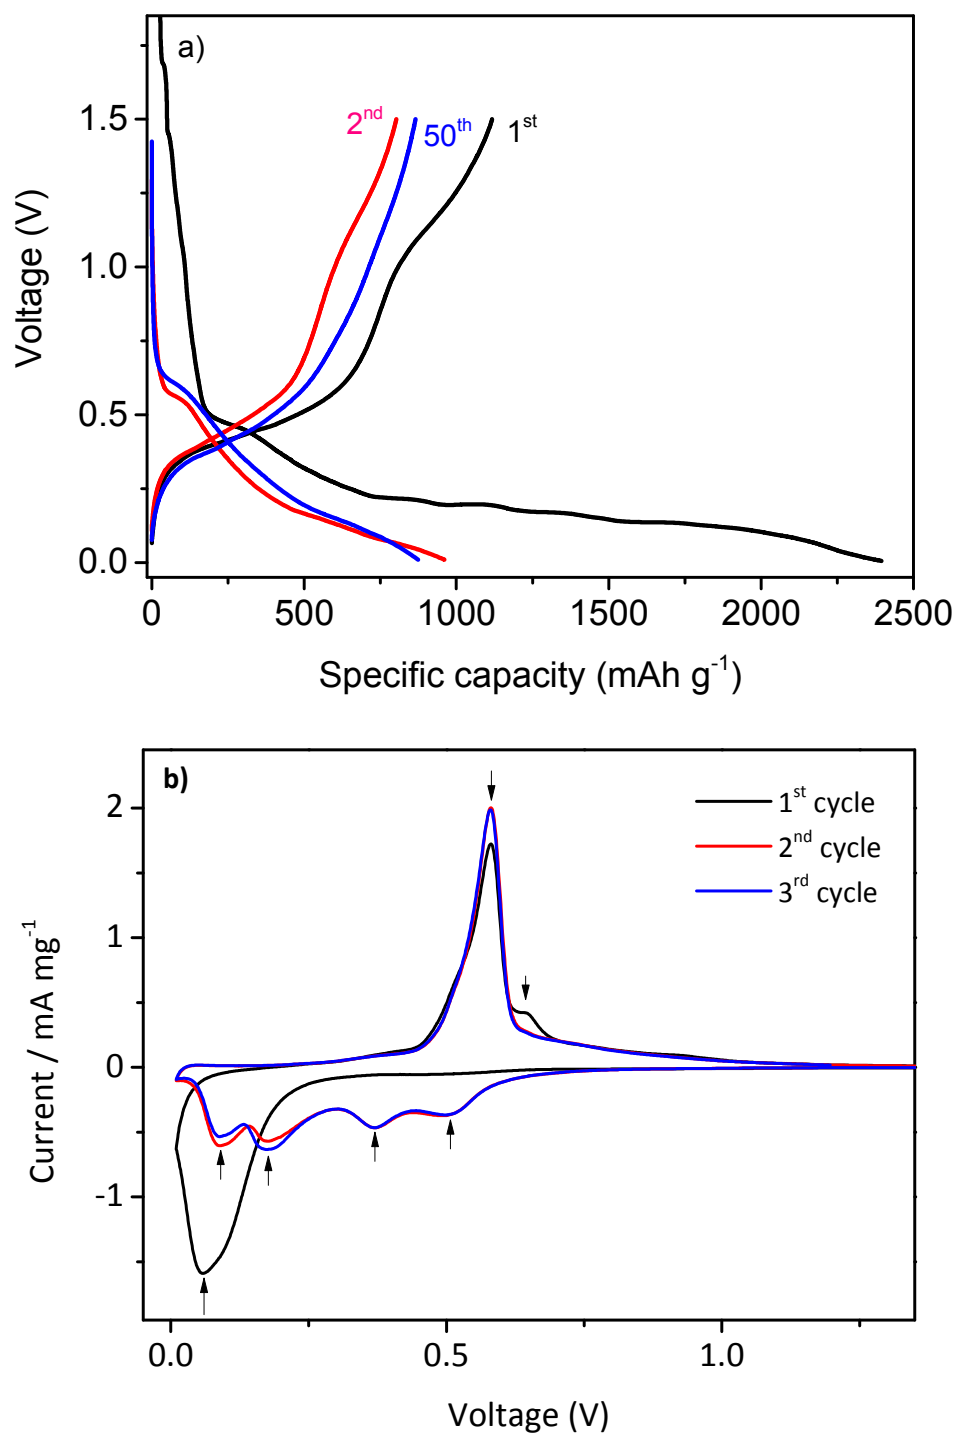 a)
2nd
50th
1st
1.5
1.0
0.5
0.0
Voltage (V)
0 500 1000 1500 2000 2500
Specific capacity (mAh g-1)
b)
1st cycle
2nd cycle
3rd cycle
2
1
0
-1
Current / mA mg-1
0.0 0.5 1.0
Voltage (V)